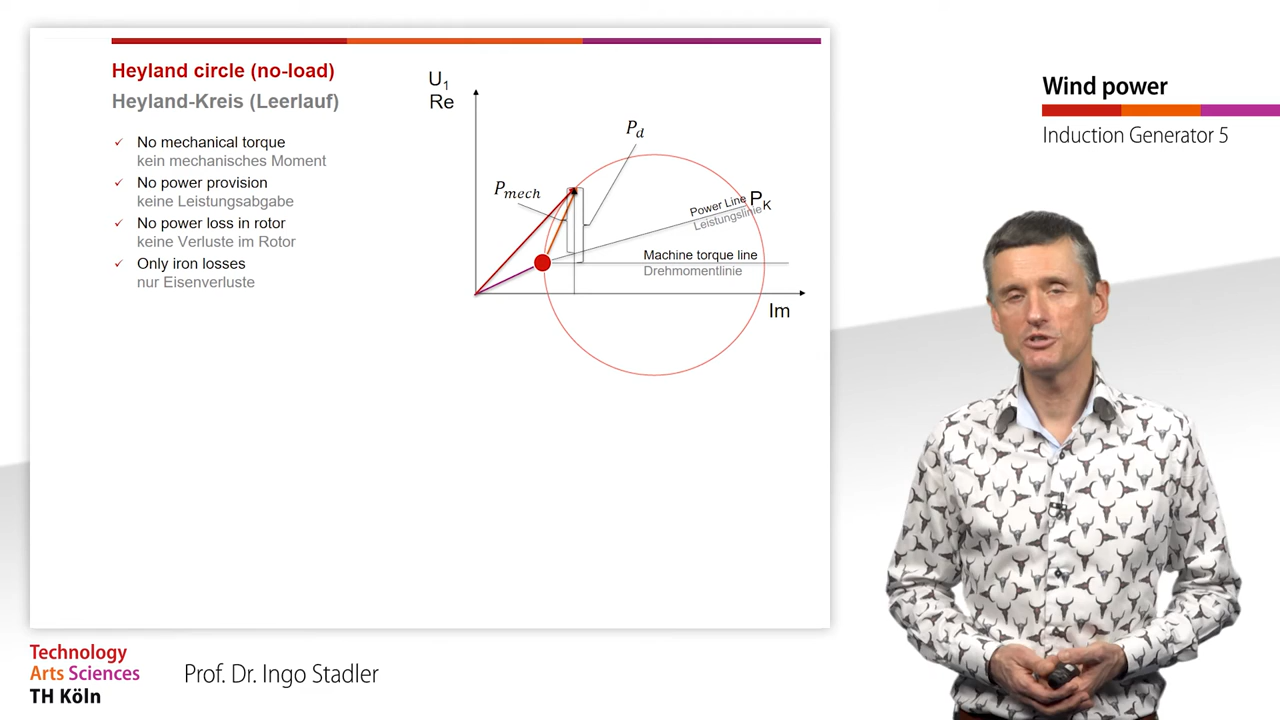 Heyland circle (no-load)
Heyland-Kreis (Leerlauf)
No mechanical torque
kein mechanisches Moment
No power provision
keine Leistungsabgabe
No power loss in rotor
keine Verluste im Rotor
Only iron losses
nur Eisenverluste
U1
Re
Pd
Pmech
Power Line
Leistungslinie
PK
Machine torque line
Drehmomentlinie
Im
Wind power
Induction Generator 5
Technology
Arts Sciences
TH Köln
Prof. Dr. Ingo Stadler